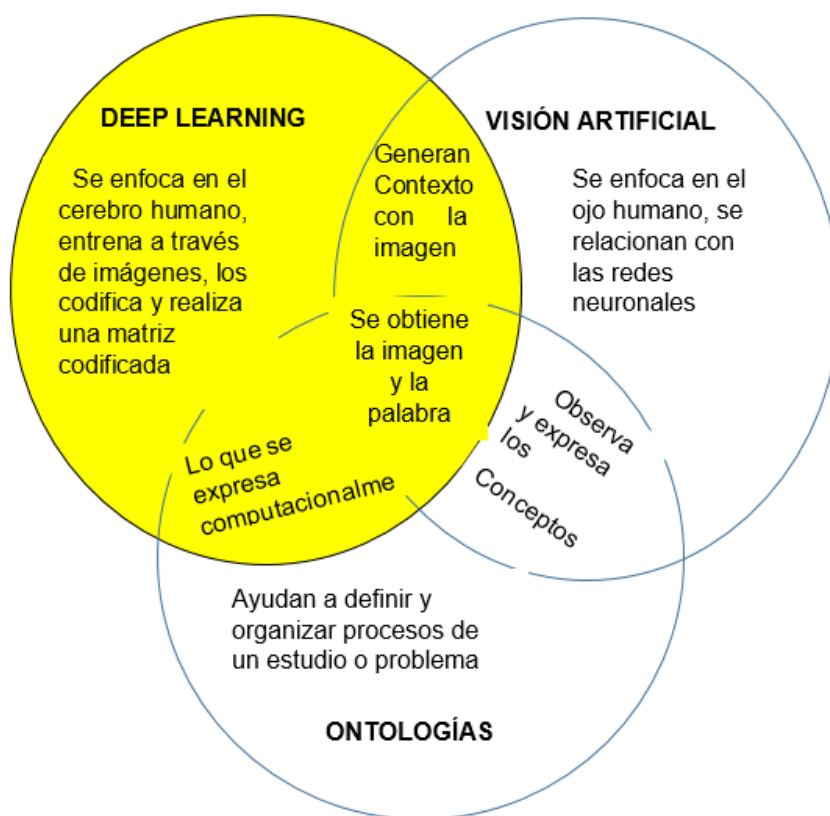 DEEP LEARNING
Se enfoca en el
cerebro humano,
entrena a través
de imágenes, los
codifica y realiza
una matriz
codificada
Generan
Contexto
con la
imagen
VISIÓN ARTIFICIAL
Se enfoca en el
ojo humano, se
relacionan con
las redes
neuronales
Se obtiene
la imagen
y la
palabra
Lo que se
expresa
computacionalme
Observa
y expresa
los
Conceptos
Ayudan a definir y
organizar procesos de
un estudio o problema
ONTOLOGÍAS